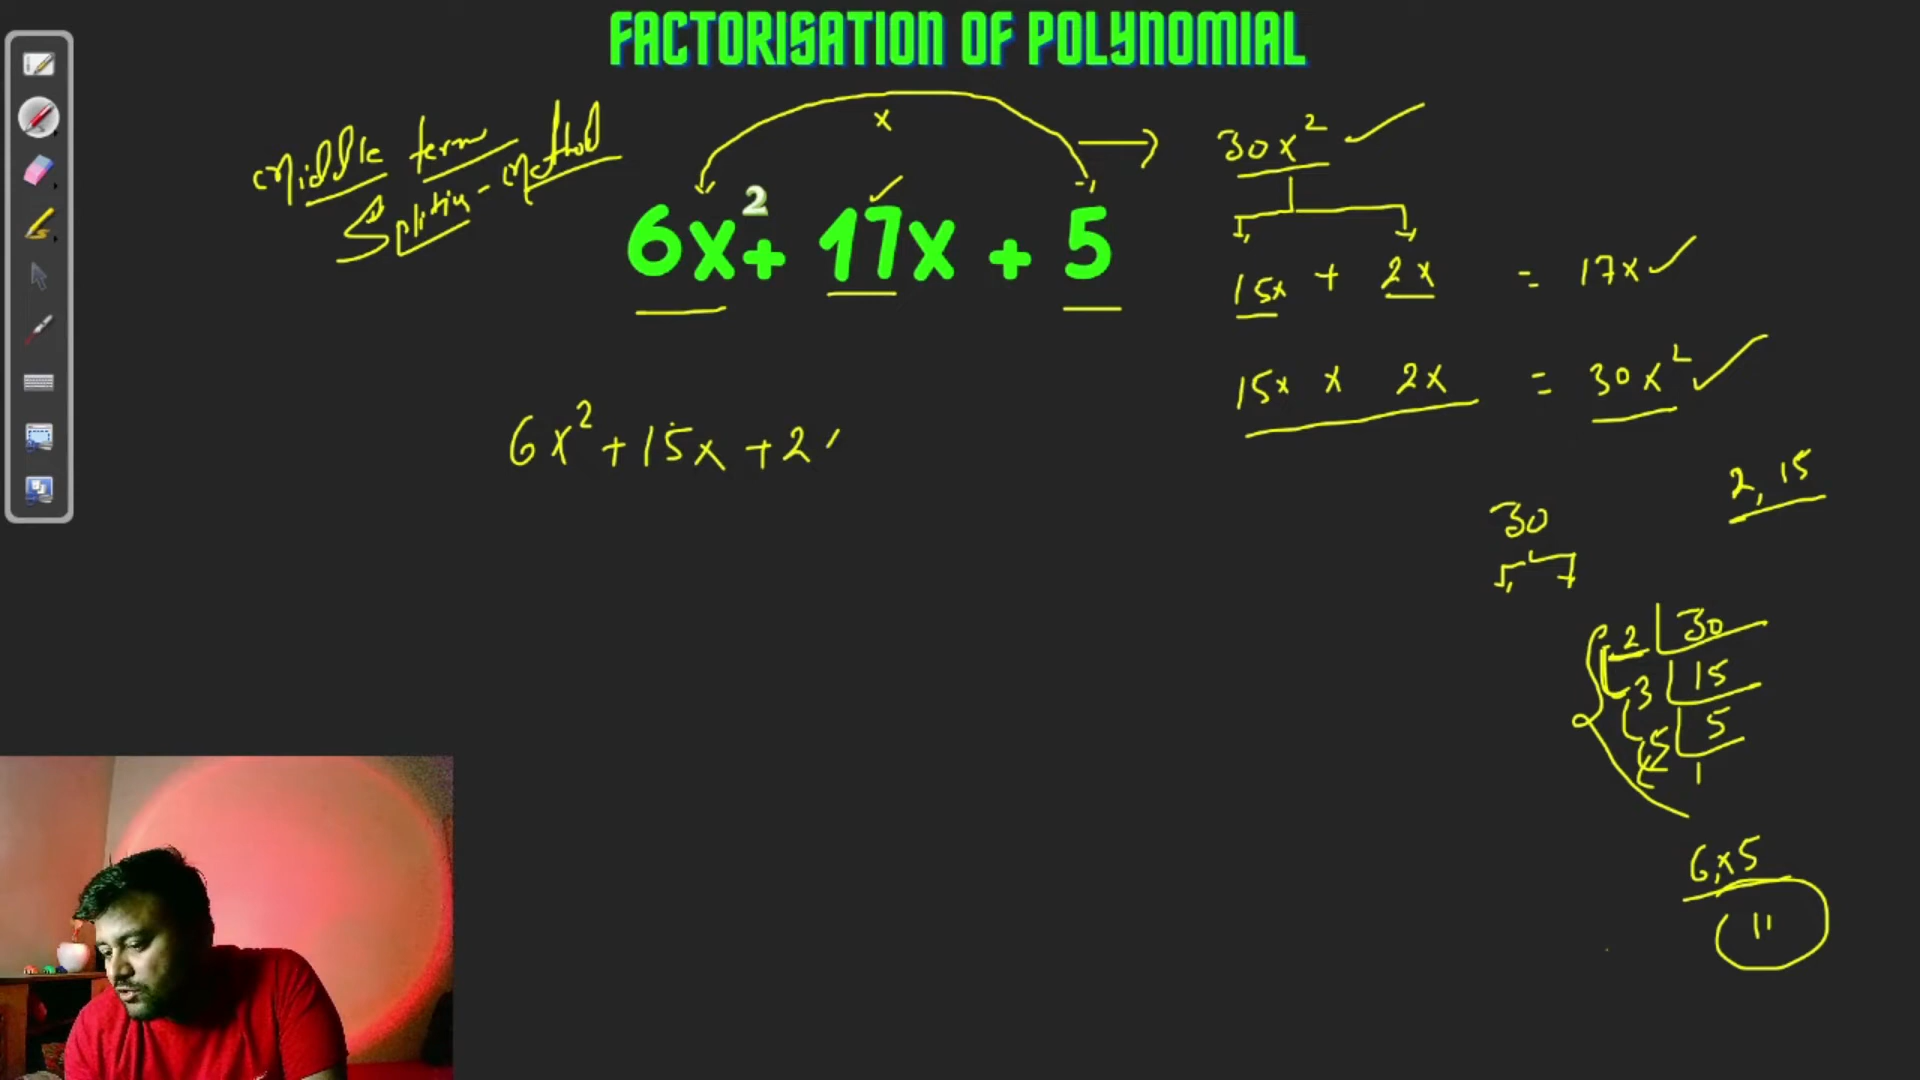 FACTORISATION OF POLYNOMIAL
Middle term
Spliting - Method
x
6x² + 17x + 5
→ 30x²
15x + 2x = 17x
15x x 2x = 30x²
6x² + 15x + 2
2, 15
30
2 | 30
3 | 15
5 | 5
1
6 x 5
11